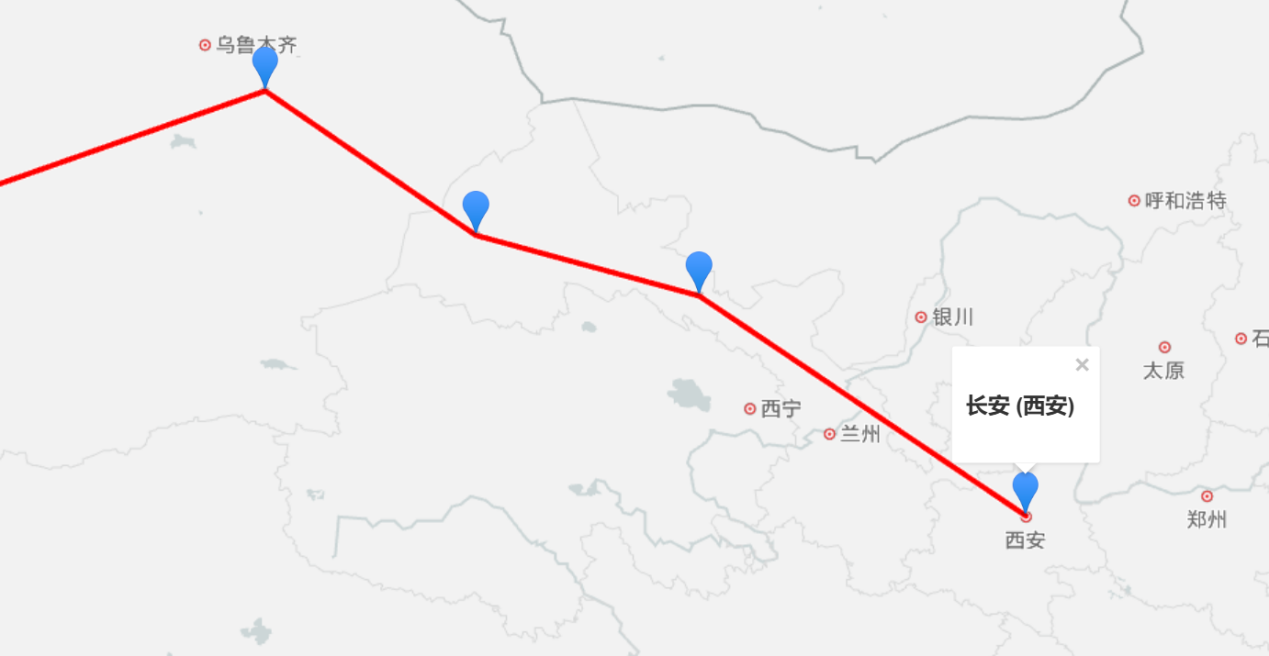 乌鲁木齐
呼和浩特
银川
石
太原
×
长安 (西安)
西宁
兰州
郑州
西安